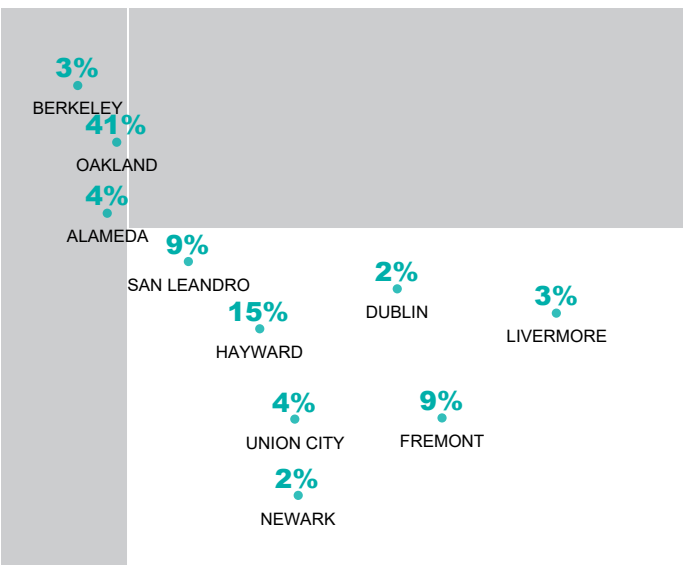 3%
BERKELEY
41%
OAKLAND
4%
ALAMEDA
9%
SAN LEANDRO
2%
DUBLIN
3%
LIVERMORE
15%
HAYWARD
4%
UNION CITY
9%
FREMONT
2%
NEWARK